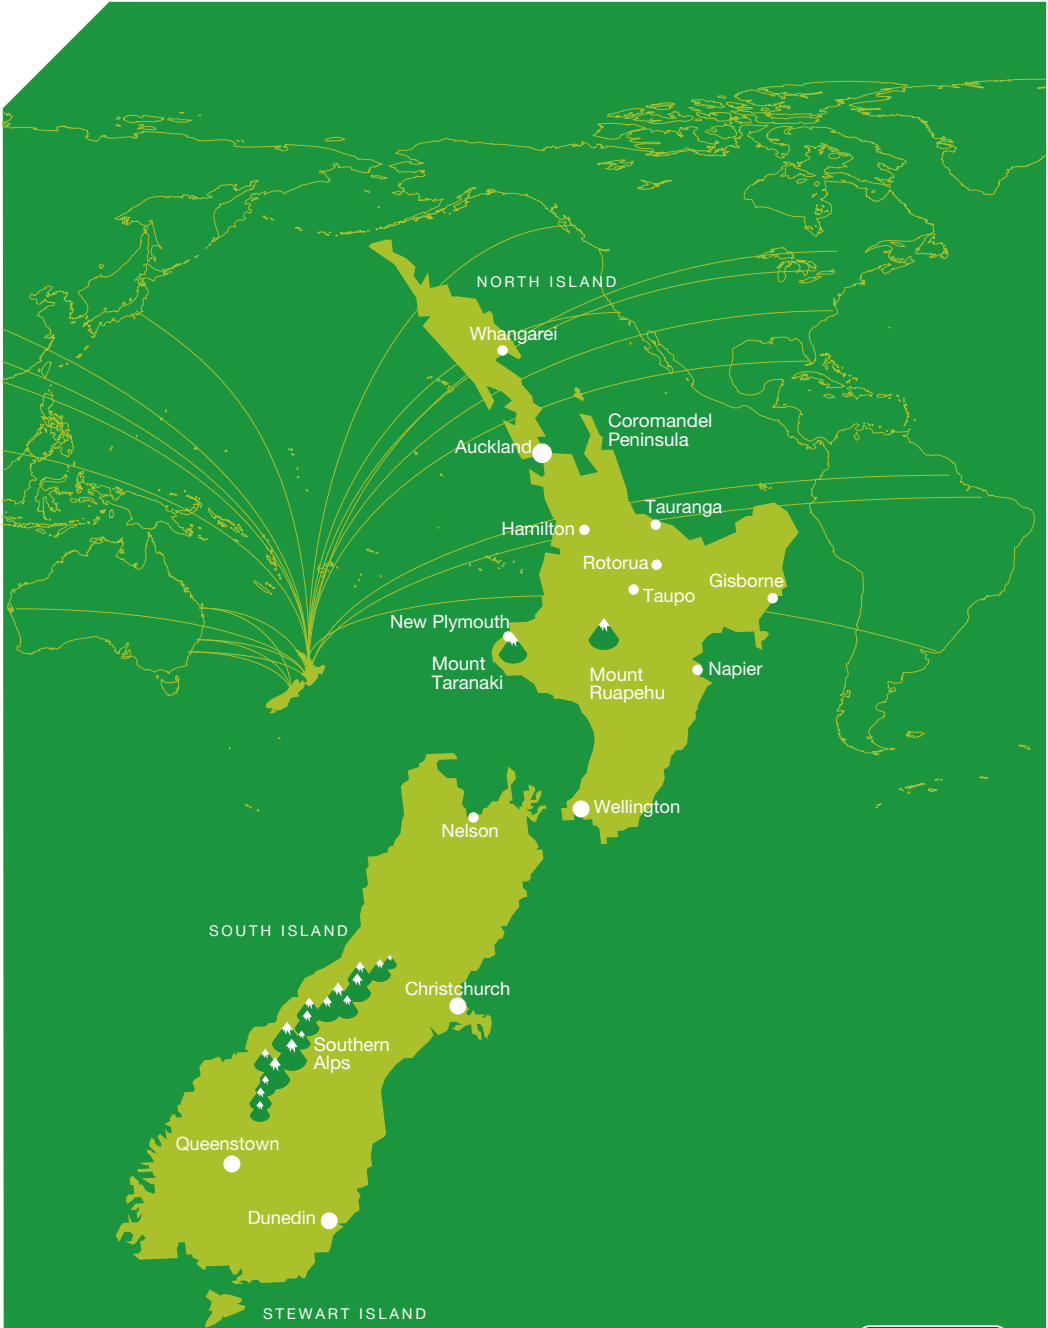 NORTH ISLAND
Whangarei
Coromandel
Peninsula
Auckland
Tauranga
Hamilton
Rotorua
Gisborne
Taupo
New Plymouth
Mount
Taranaki
Mount
Ruapehu
Napier
Wellington
Nelson
SOUTH ISLAND
Christchurch
Southern
Alps
Queenstown
Dunedin
STEWART ISLAND